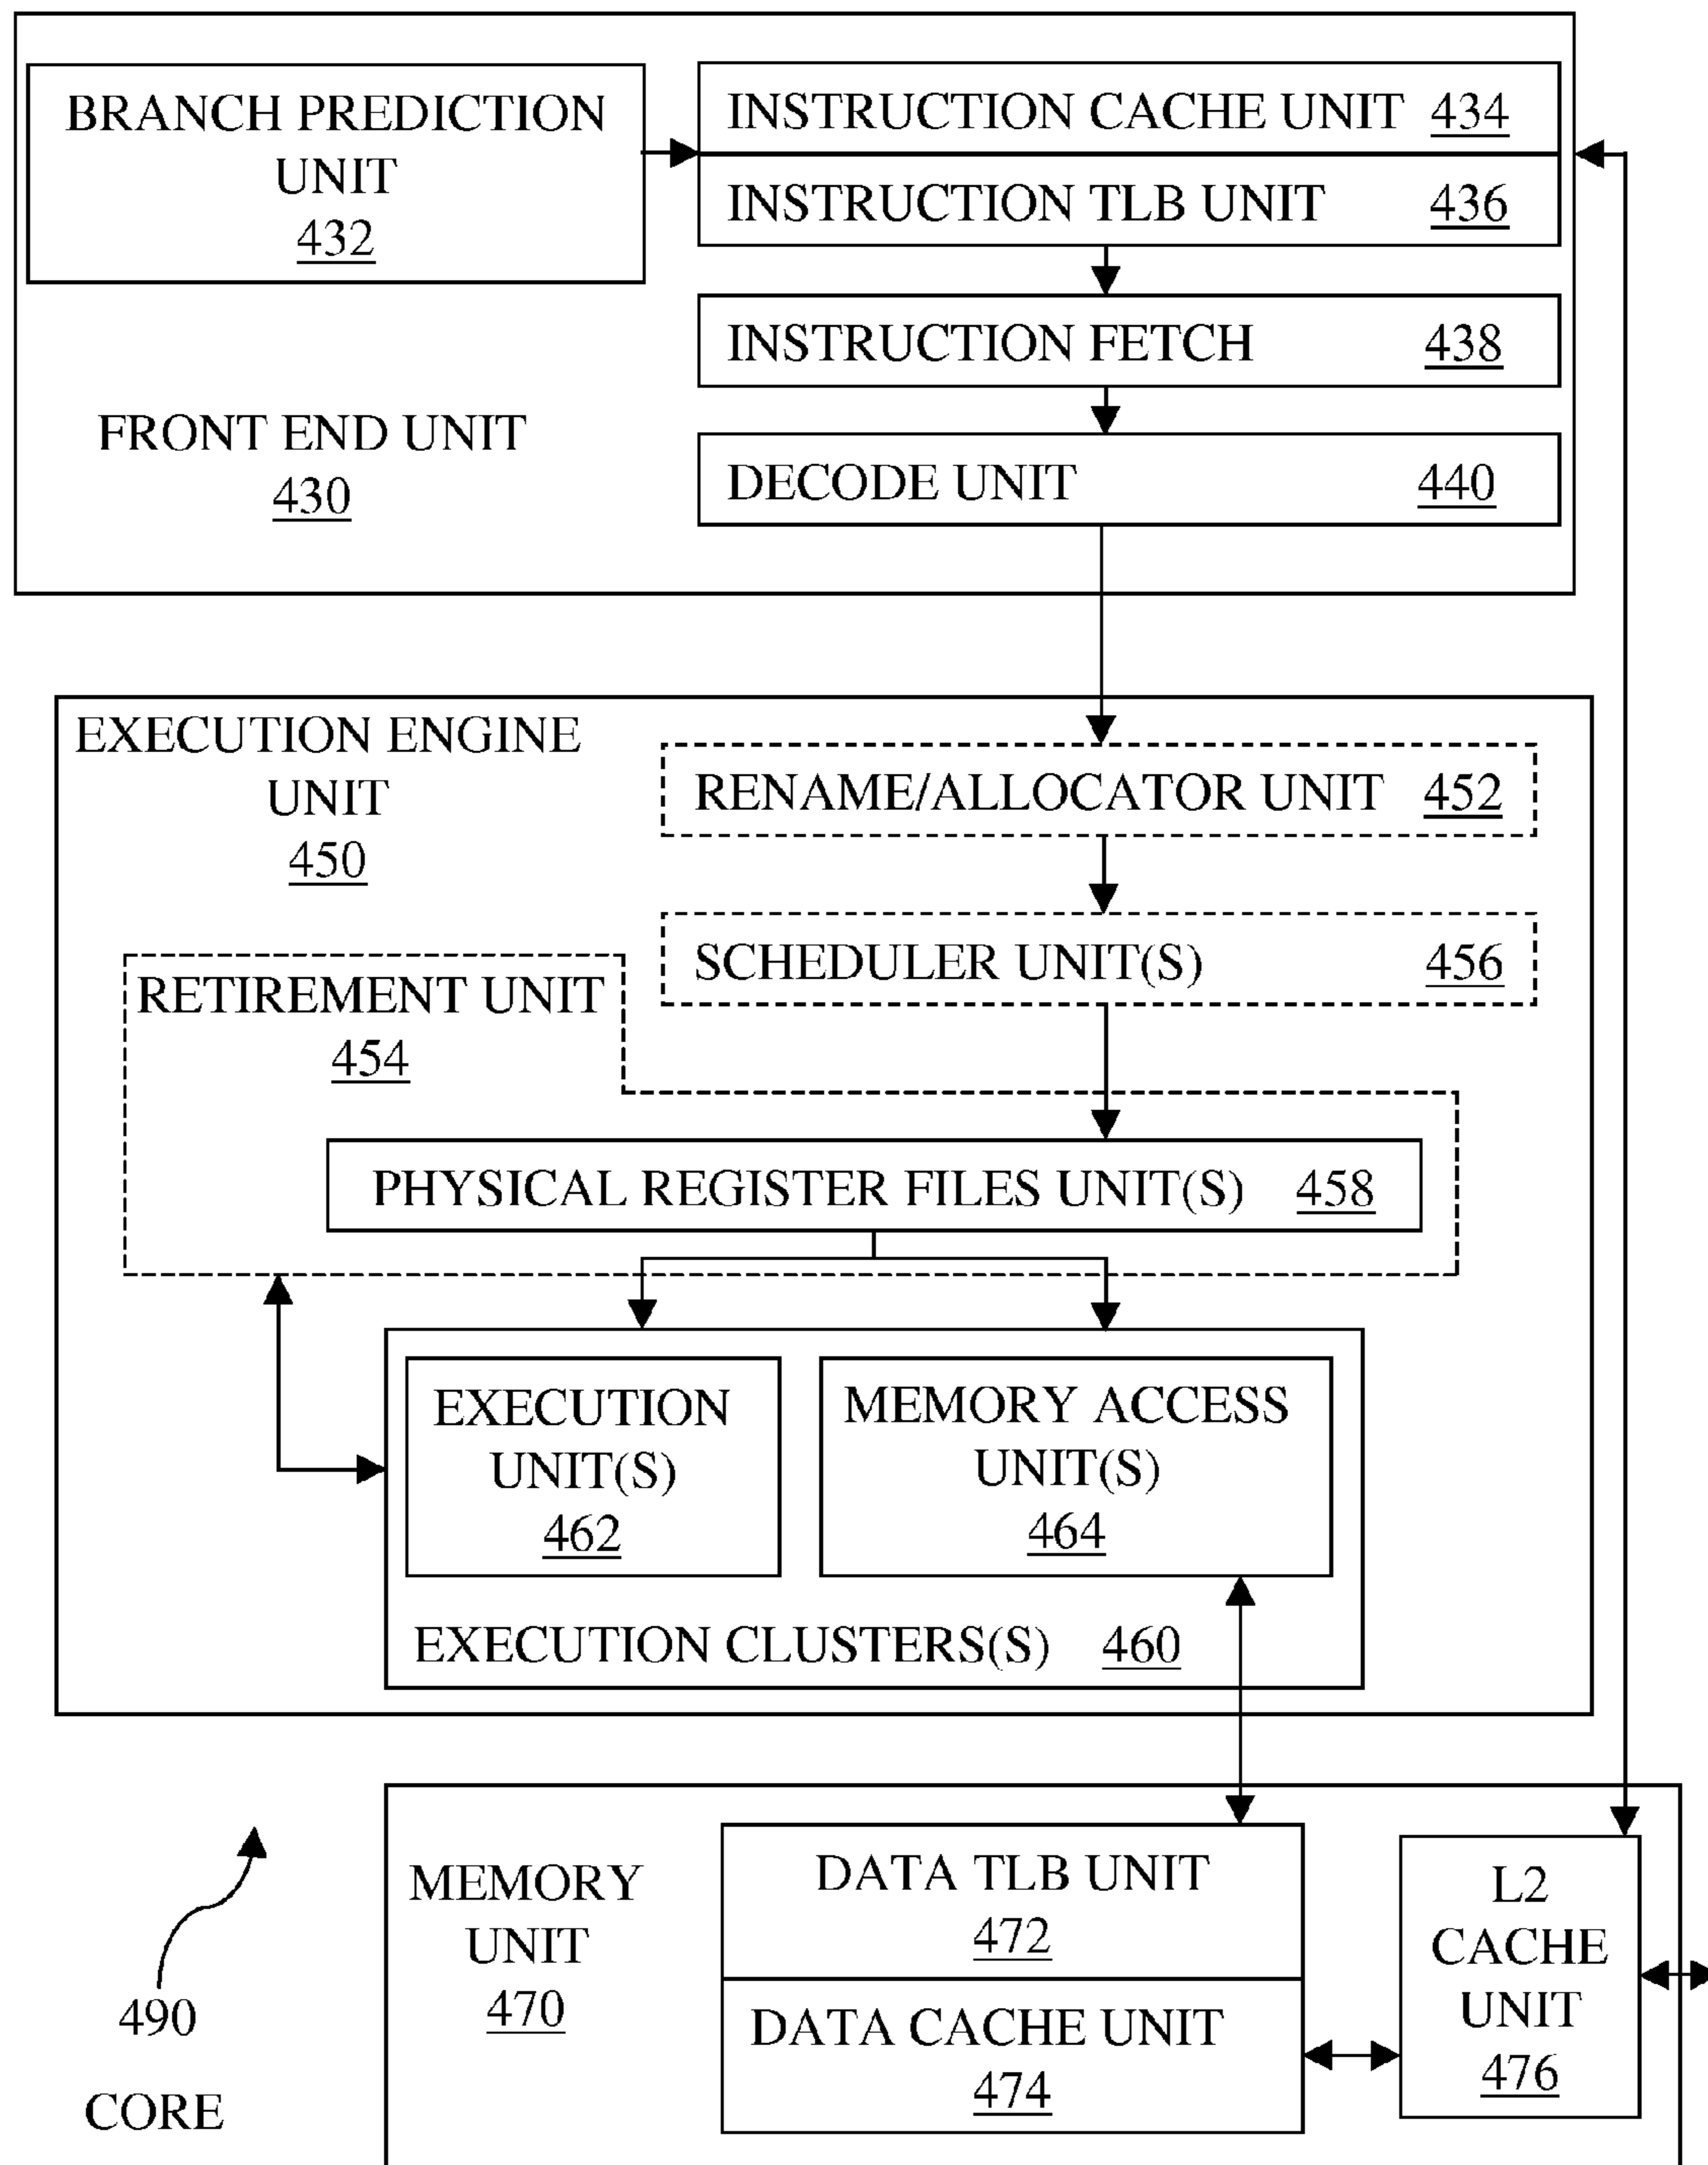 BRANCH PREDICTION
UNIT
432
INSTRUCTION CACHE UNIT 434
INSTRUCTION TLB UNIT 436
INSTRUCTION FETCH 438
FRONT END UNIT
430
DECODE UNIT 440
EXECUTION ENGINE
UNIT
450
RENAME/ALLOCATOR UNIT 452
SCHEDULER UNIT(S) 456
RETIREMENT UNIT
454
PHYSICAL REGISTER FILES UNIT(S) 458
EXECUTION
UNIT(S)
462
MEMORY ACCESS
UNIT(S)
464
EXECUTION CLUSTERS(S) 460
MEMORY
UNIT
470
DATA TLB UNIT
472
DATA CACHE UNIT
474
L2
CACHE
UNIT
476
490
CORE